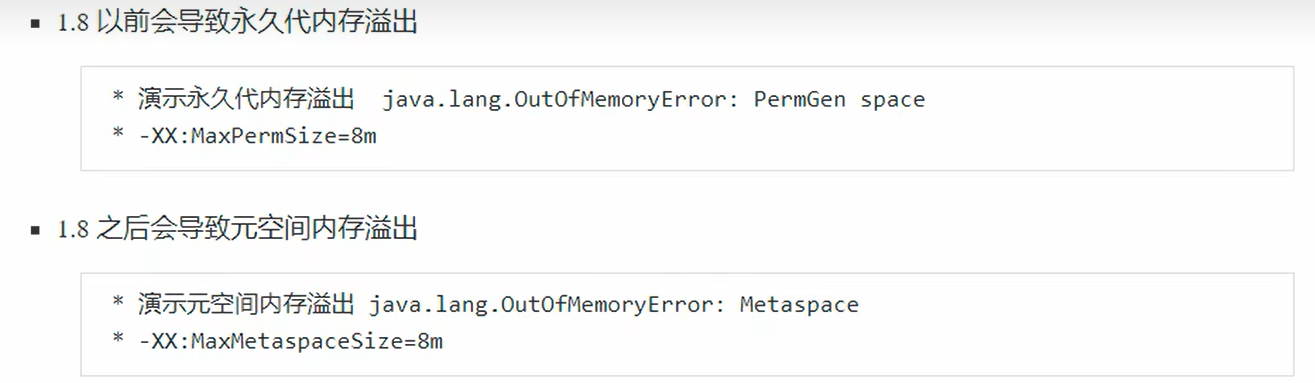 ▪ 1.8 以前会导致永久代内存溢出
* 演示永久代内存溢出  java.lang.OutOfMemoryError: PermGen space
* -XX:MaxPermSize=8m
▪ 1.8 之后会导致元空间内存溢出
* 演示元空间内存溢出 java.lang.OutOfMemoryError: Metaspace
* -XX:MaxMetaspaceSize=8m